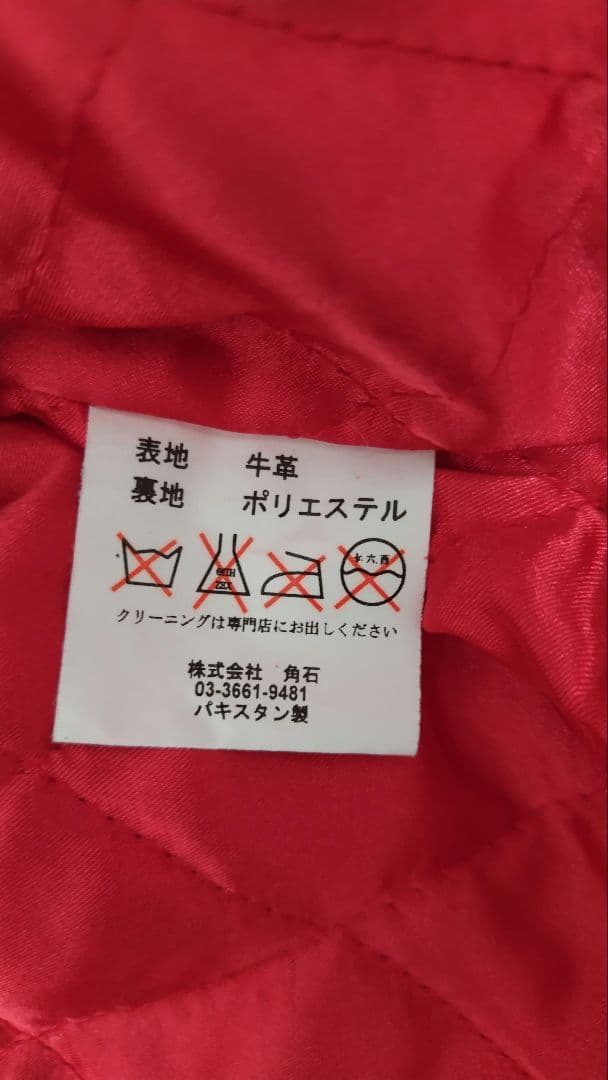 表地 牛革
裏地 ポリエステル
クリーニングは専門店にお出しください
株式会社 角石
03-3661-9481
パキスタン製